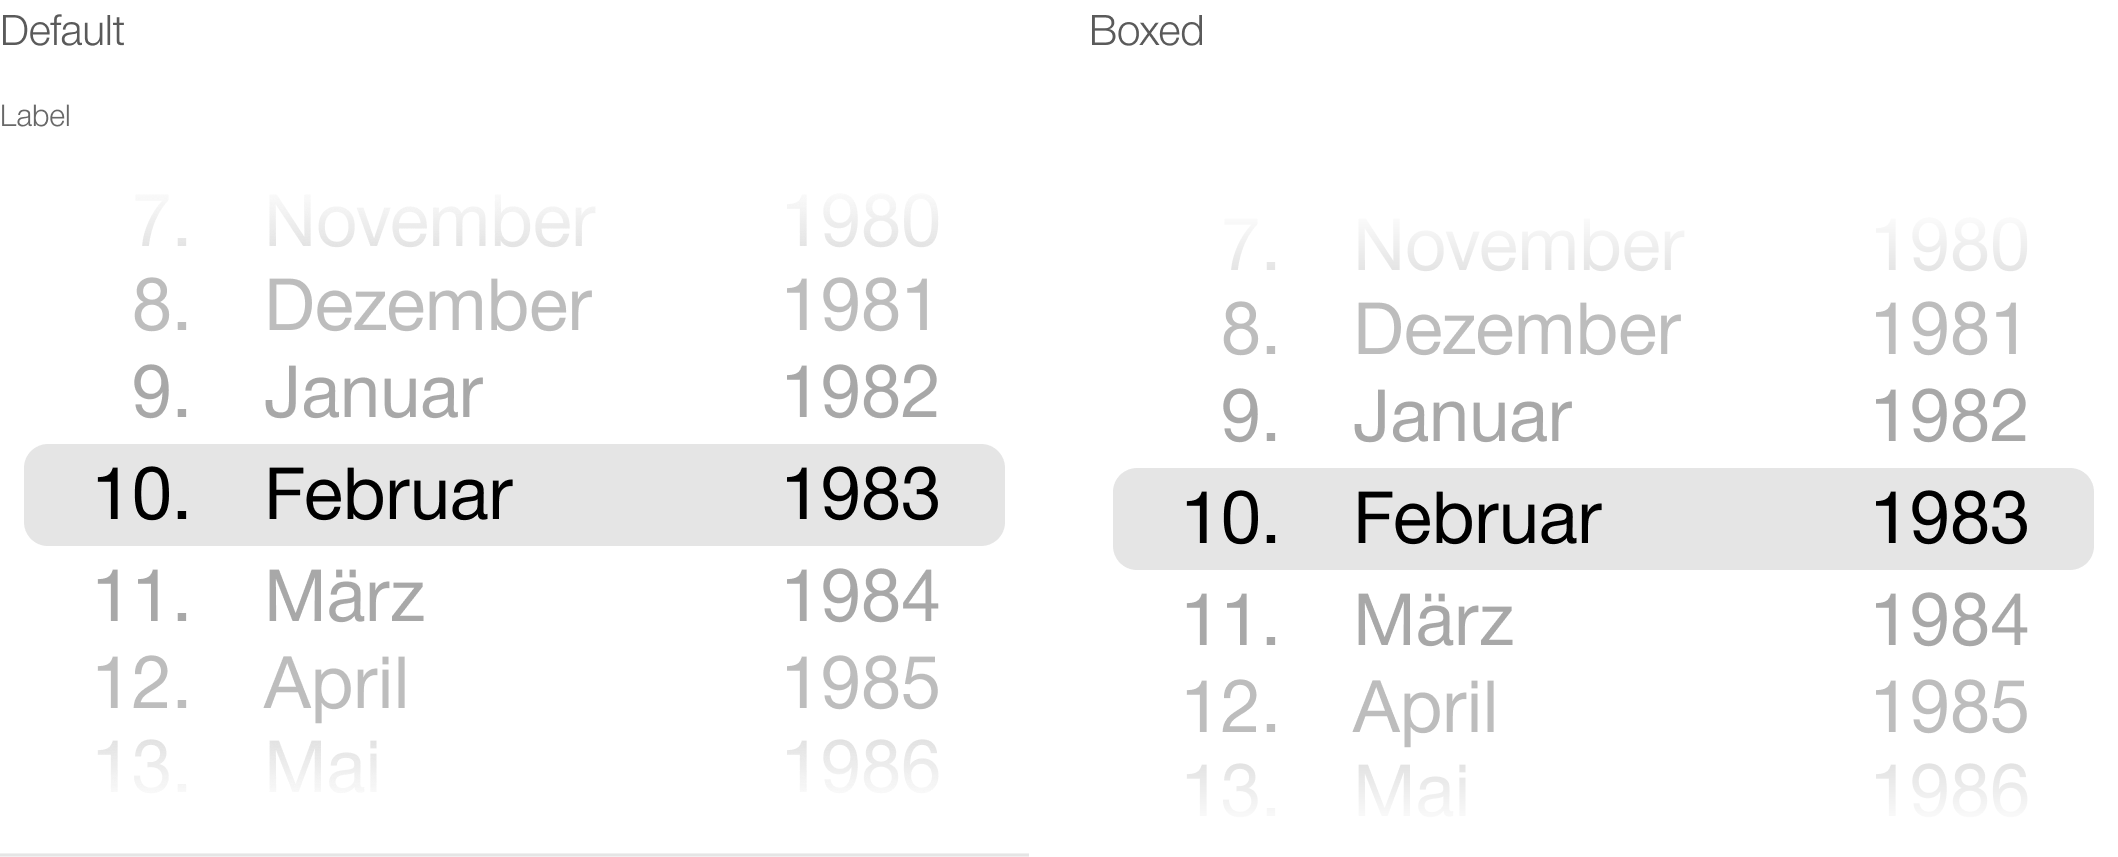 Default
Label
7. November 1980
8. Dezember 1981
9. Januar 1982
10. Februar 1983
11. März 1984
12. April 1985
13. Mai 1986
Boxed
7. November 1980
8. Dezember 1981
9. Januar 1982
10. Februar 1983
11. März 1984
12. April 1985
13. Mai 1986